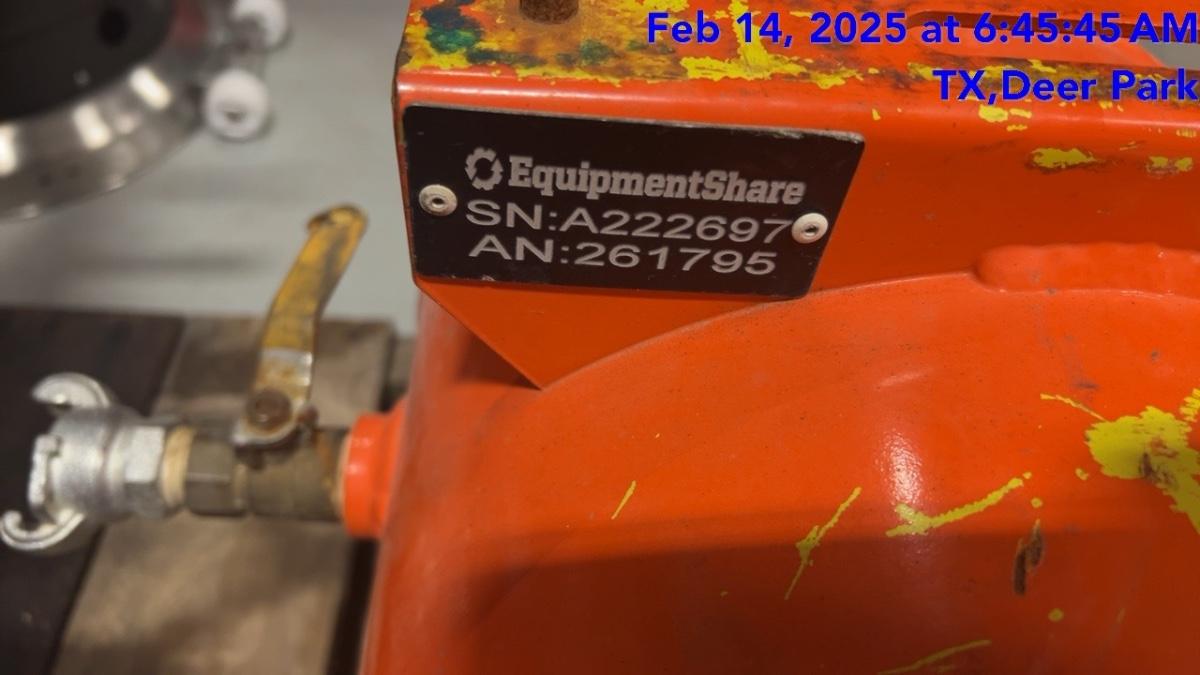 Feb 14, 2025 at 6:45:45 AM
TX,Deer Park
EquipmentShare
SN:A222697
AN:261795